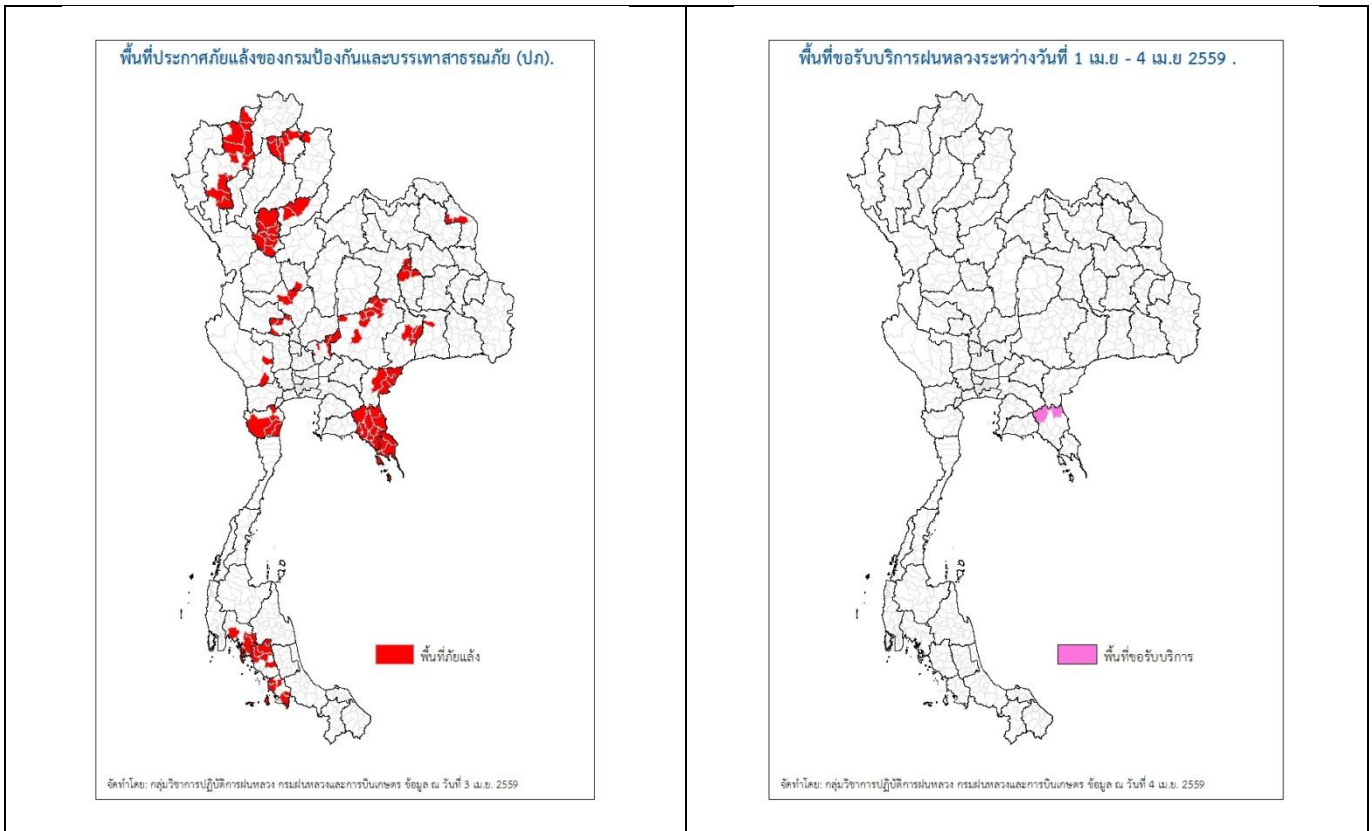 พื้นที่ประกาศภัยแล้งของกรมป้องกันและบรรเทาสาธรณภัย (ปภ).
พื้นที่ภัยแล้ง
จัดทำโดย: กลุ่มวิชาการปฏิบัติการฝนหลวง กรมฝนหลวงและการบินเกษตร ข้อมูล ณ วันที่ 3 เม.ย. 2559
พื้นที่ขอรับบริการฝนหลวงระหว่างวันที่ 1 เม.ย - 4 เม.ย 2559 .
พื้นที่ขอรับบริการ
จัดทำโดย: กลุ่มวิชาการปฏิบัติการฝนหลวง กรมฝนหลวงและการบินเกษตร ข้อมูล ณ วันที่ 4 เม.ย. 2559